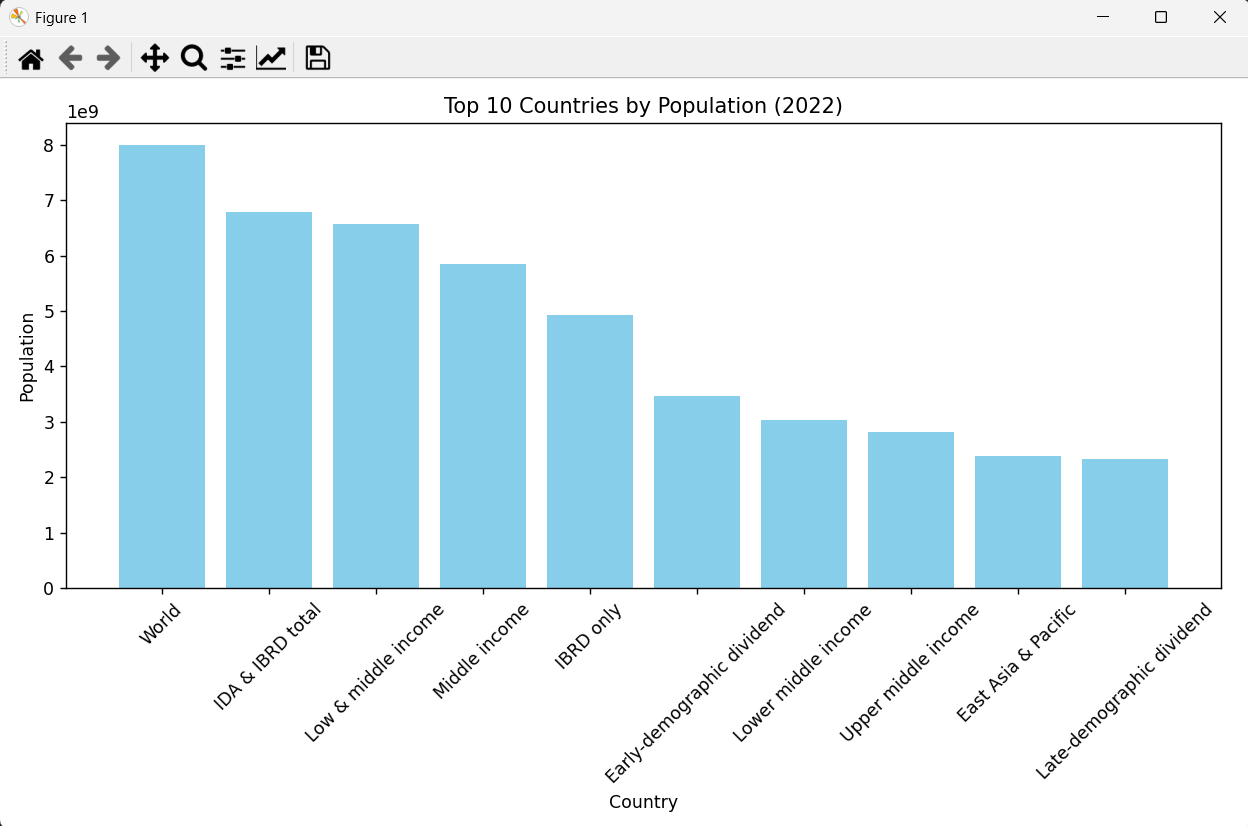 Figure 1
Top 10 Countries by Population (2022)
1e9
8
7
6
5
4
3
2
1
0
Population
World
IDA & IBRD total
Low & middle income
Middle income
IBRD only
Early-demographic dividend
Lower middle income
Upper middle income
East Asia & Pacific
Late-demographic dividend
Country